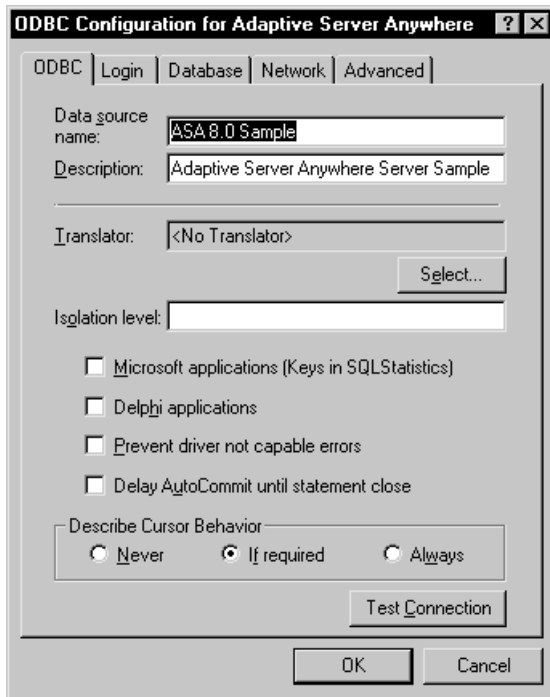 ODBC Configuration for Adaptive Server Anywhere ? X
ODBC Login Database Network Advanced
Data source
name: ASA 8.0 Sample
Description: Adaptive Server Anywhere Server Sample
Translator: <No Translator>
Select...
Isolation level:
Microsoft applications (Keys in SQLStatistics)
Delphi applications
Prevent driver not capable errors
Delay AutoCommit until statement close
Describe Cursor Behavior
Never If required Always
Test Connection
OK Cancel